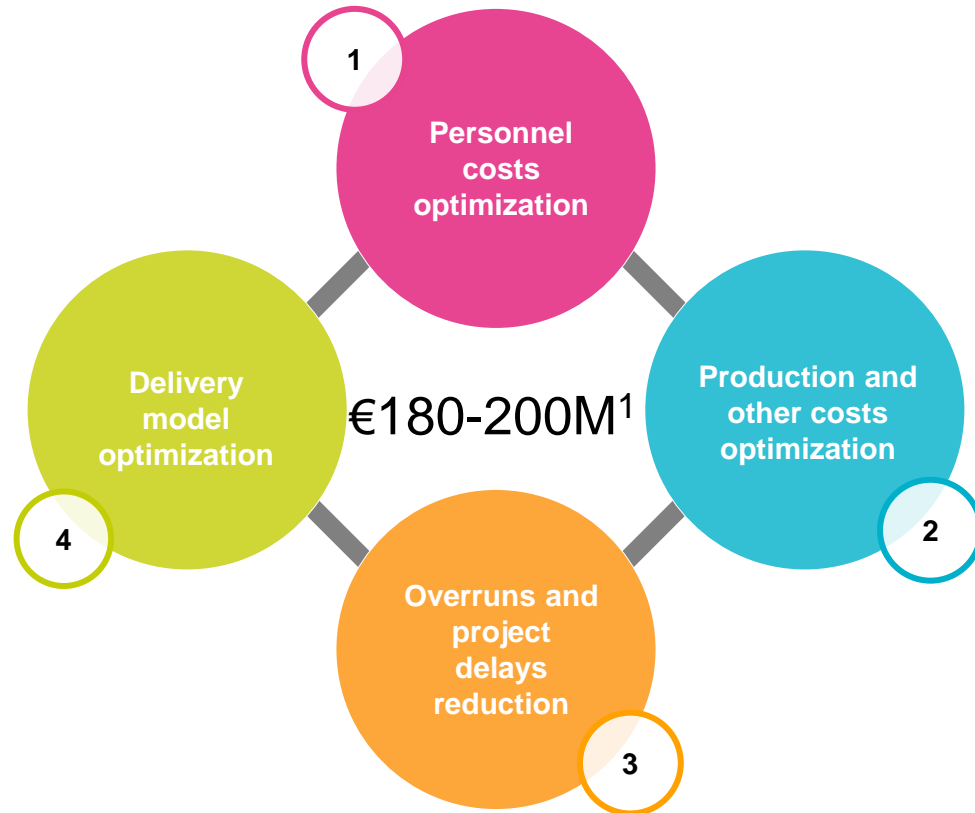 1
Personnel
costs
optimization
Production and
other costs
optimization
2
Delivery
model
optimization
4
€180-200M¹
Overruns and
project
delays
reduction
3